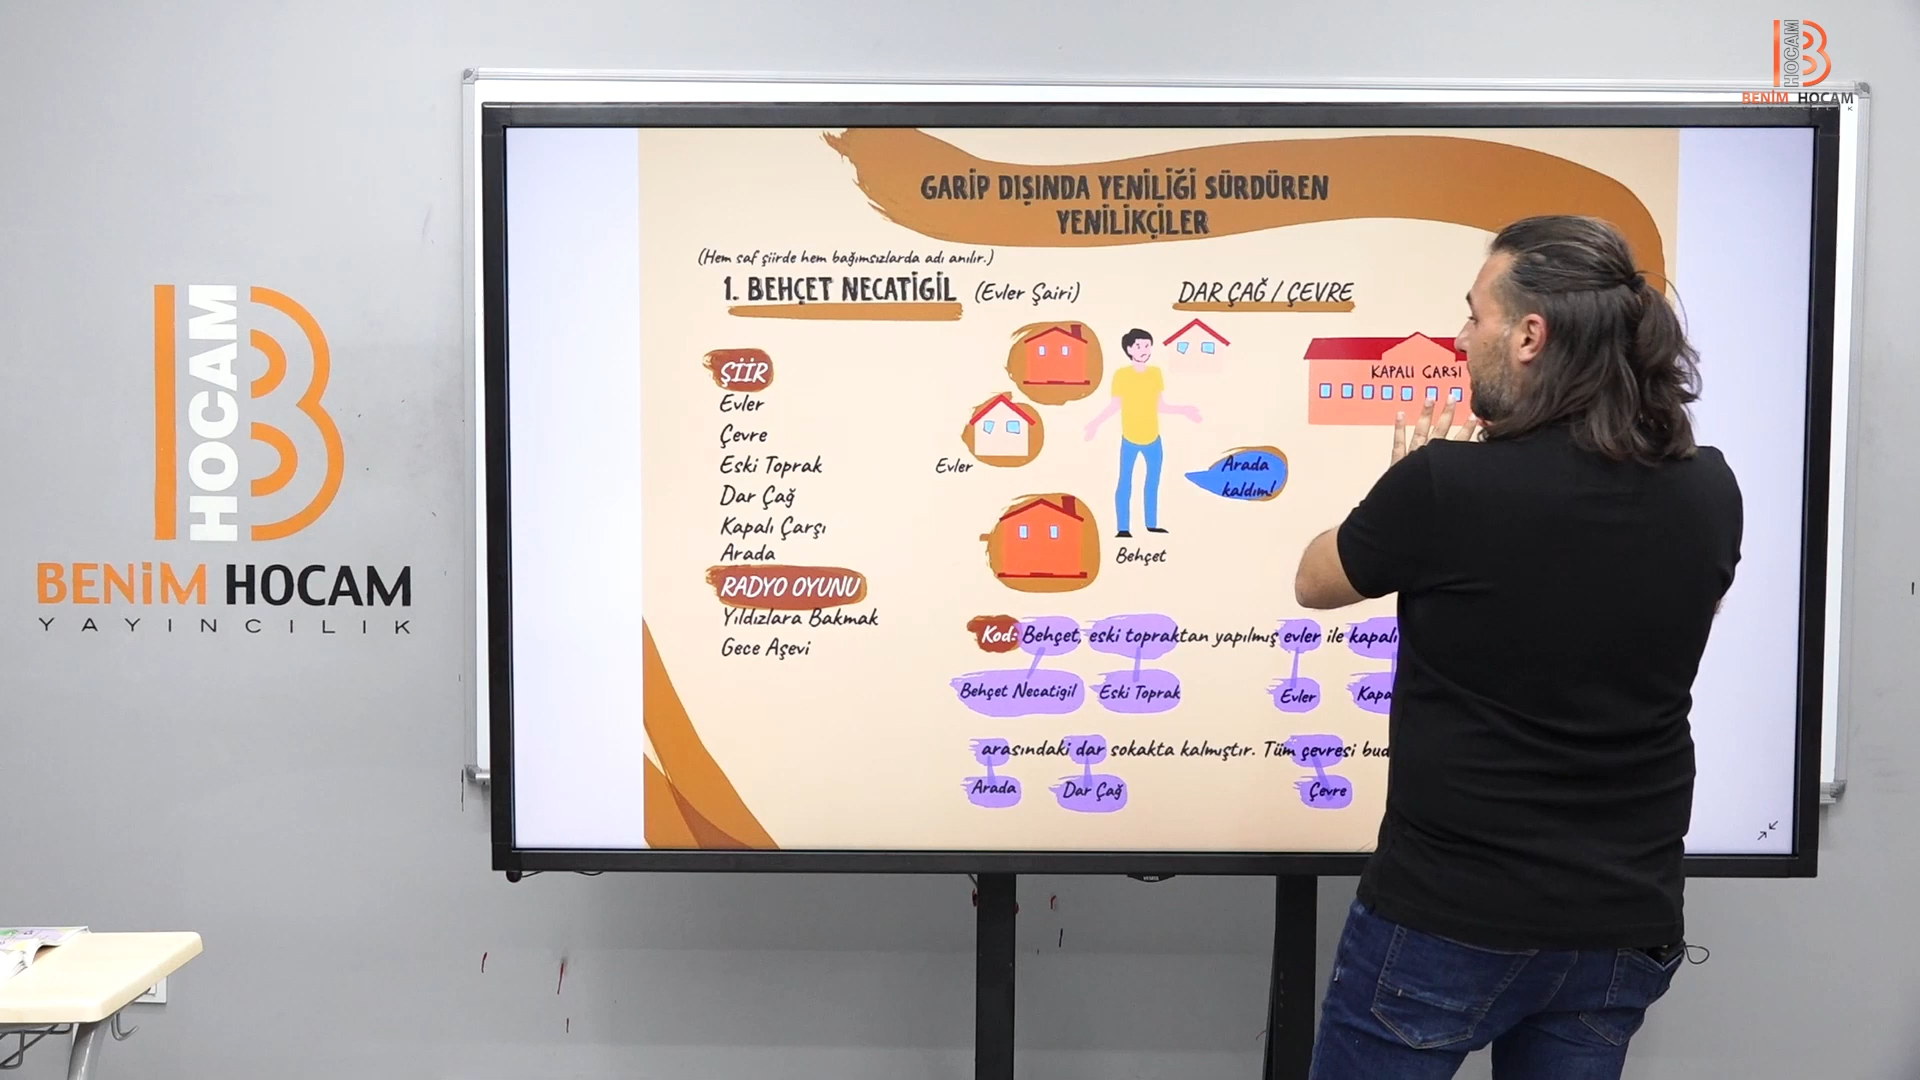 HOCAM
BENİM HOCAM
YAYINCILIK
HOCAM
BENİM HOCAM
YAYINCILIK
GARİP DIŞINDA YENİLİĞİ SÜRDÜREN
YENİLİKÇİLER
(Hem saf şiirde hem bağımsızlarda adı anılır.)
1. BEHÇET NECATİGİL (Evler Şairi)
DAR ÇAĞ / ÇEVRE
ŞİİR
Evler
Çevre
Eski Toprak
Dar Çağ
Kapalı Çarşı
Arada
RADYO OYUNU
Yıldızlara Bakmak
Gece Aşevi
KAPALI ÇARŞI
Evler
Arada
kaldım!
Behçet
Kod: Behçet, eski topraktan yapılmış evler ile kapalı
Behçet Necatigil Eski Toprak Evler
arasındaki dar sokakta kalmıştır. Tüm çevresi
Arada Dar Çağ Çevre